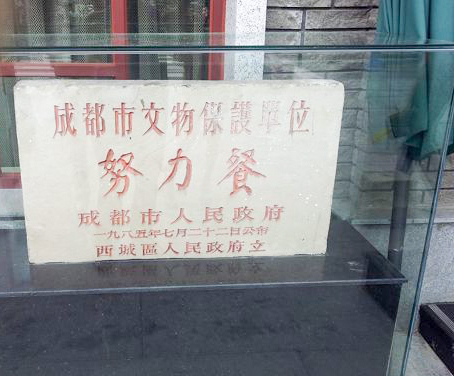 成都市文物保護單位
努力餐
成都市人民政府
一九八五年七月二十二日公布
西城區人民政府立